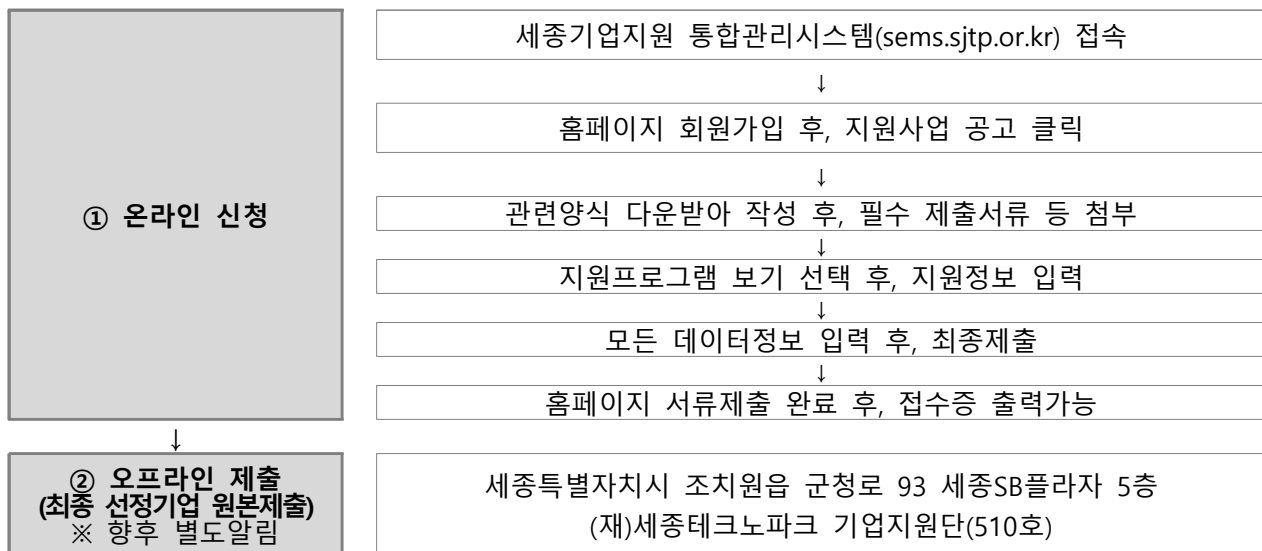 ① 온라인 신청
세종기업지원 통합관리시스템(sems.sjtp.or.kr) 접속
↓
홈페이지 회원가입 후, 지원사업 공고 클릭
↓
관련양식 다운받아 작성 후, 필수 제출서류 등 첨부
↓
지원프로그램 보기 선택 후, 지원정보 입력
↓
모든 데이터정보 입력 후, 최종제출
↓
홈페이지 서류제출 완료 후, 접수증 출력가능
↓
② 오프라인 제출
(최종 선정기업 원본제출)
※ 향후 별도알림
세종특별자치시 조치원읍 군청로 93 세종SB플라자 5층
(재)세종테크노파크 기업지원단(510호)